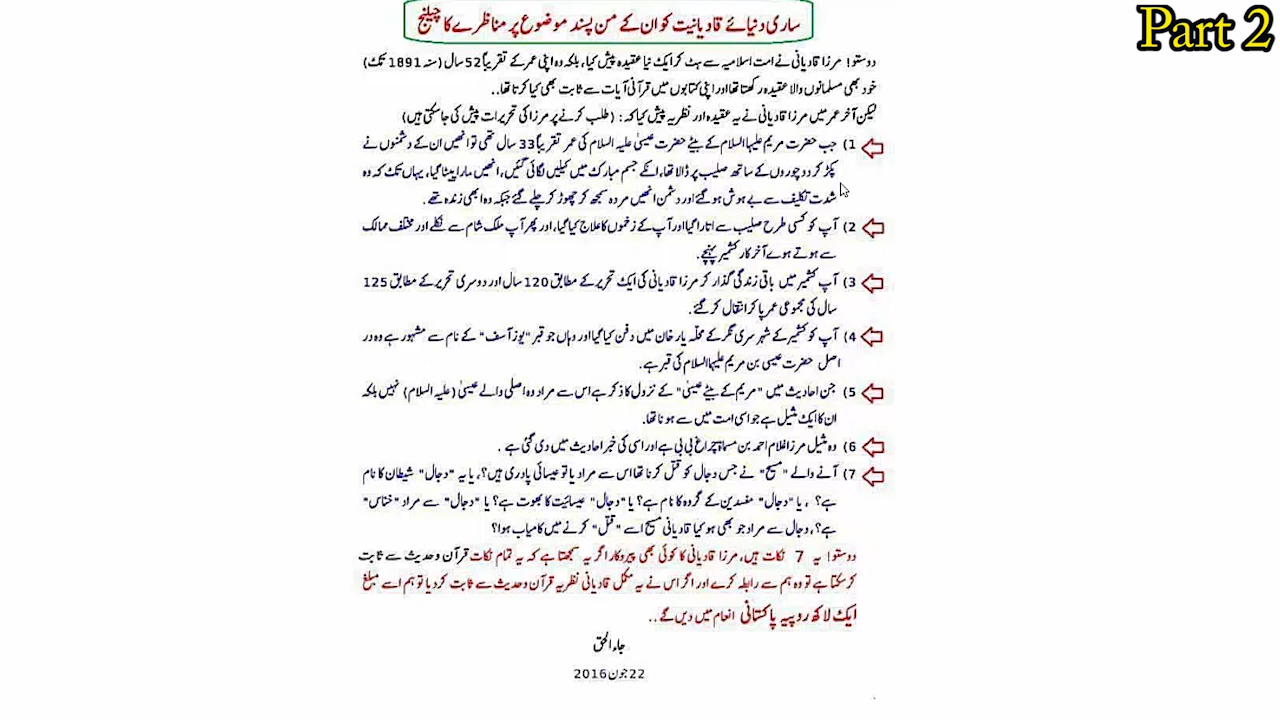 Part 2
ساری دنیائے قادیانیت کو ان کے من پسند موضوع پر مناظرے کا چیلنج
دوستو! مرزا قادیانی نے امت اسلامیہ سے ہٹ کر ایک نیا عقیدہ پیش کیا، بلکہ وہ اپنی عمر کے تقریباً 52 سال (سنہ 1891 تک)
خود بھی مسلمانوں والا عقیدہ رکھتا تھا اور اپنی کتابوں میں قرآنی آیات سے ثابت بھی کیا کرتا تھا..
لیکن آخر عمر میں مرزا قادیانی نے یہ عقیدہ اور نظریہ پیش کیا کہ: (طلب کرنے پر مرزا کی تحریرات پیش کی جاسکتی ہیں)
1) جب حضرت مریم علیہا السلام کے بیٹے حضرت عیسیٰ علیہ السلام کی عمر تقریباً 33 سال تھی تو انھیں ان کے دشمنوں نے
پکڑ کر دو چوروں کے ساتھ صلیب پر ڈالا تھا، انکے جسم مبارک میں کیلیں لگائی گئیں، انھیں مارا پیٹا گیا، یہاں تک کہ وہ
شدت تکلیف سے بے ہوش ہوگئے اور دشمن انھیں مردہ سمجھ کر چھوڑ کر چلے گئے جبکہ وہ ابھی زندہ تھے.
2) آپ کو کسی طرح صلیب سے اتارا گیا اور آپ کے زخموں کا علاج کیا گیا، اور پھر آپ ملک شام سے نکلے اور مختلف ممالک
سے ہوتے ہوے آخر کار کشمیر پہنچے.
3) آپ کشمیر میں باقی زندگی گذار کر مرزا قادیانی کی ایک تحریر کے مطابق 120 سال اور دوسری تحریر کے مطابق 125
سال کی مجموعی عمر پاکر انتقال کر گئے.
4) آپ کو کشمیر کے شہر سری نگر کے محلّہ یار خان میں دفن کیا گیا اور وہاں جو قبر "یوز آسف" کے نام سے مشہور ہے وہ در
اصل حضرت عیسی بن مریم علیہا السلام کی قبر ہے.
5) جن احادیث میں "مریم کے بیٹے عیسیٰ" کے نزول کا ذکر ہے اس سے مراد وہ اصلی والے عیسیٰ (علیہ السلام) نہیں بلکہ
ان کا ایک مثیل ہے جو اسی امت میں سے ہونا تھا.
6) وہ مثیل مرزا غلام احمد بن مسماۃ چراغ بی بی ہے اور اسی کی خبر احادیث میں دی گئی ہے .
7) آنے والے "مسیح" نے جس دجال کو قتل کرنا تھا اس سے مراد یا تو عیسائی پادری ہیں؟، یا یہ "دجال" شیطان کا نام
ہے؟ ، یا "دجال" مفسدین کے گروہ کا نام ہے؟ یا "دجال" عیسائیت کا بھوت ہے؟ یا "دجال" سے مراد "خناس"
ہے؟، دجال سے مراد جو بھی ہو کیا قادیانی مسیح اسے "قتل" کرنے میں کامیاب ہوا؟
دوستو! یہ 7 نکات ہیں، مرزا قادیانی کا کوئی بھی پیروکار اگر یہ سمجھتا ہے کہ یہ تمام نکات قرآن وحدیث سے ثابت
کرسکتا ہے تو وہ ہم سے رابطہ کرے اور اگر اس نے یہ مکمل قادیانی نظریہ قرآن وحدیث سے ثابت کر دیا تو ہم اسے مبلغ
ایک لاکھ روپیہ پاکستانی انعام میں دیں گے..
جاء الحق
22 جون 2016